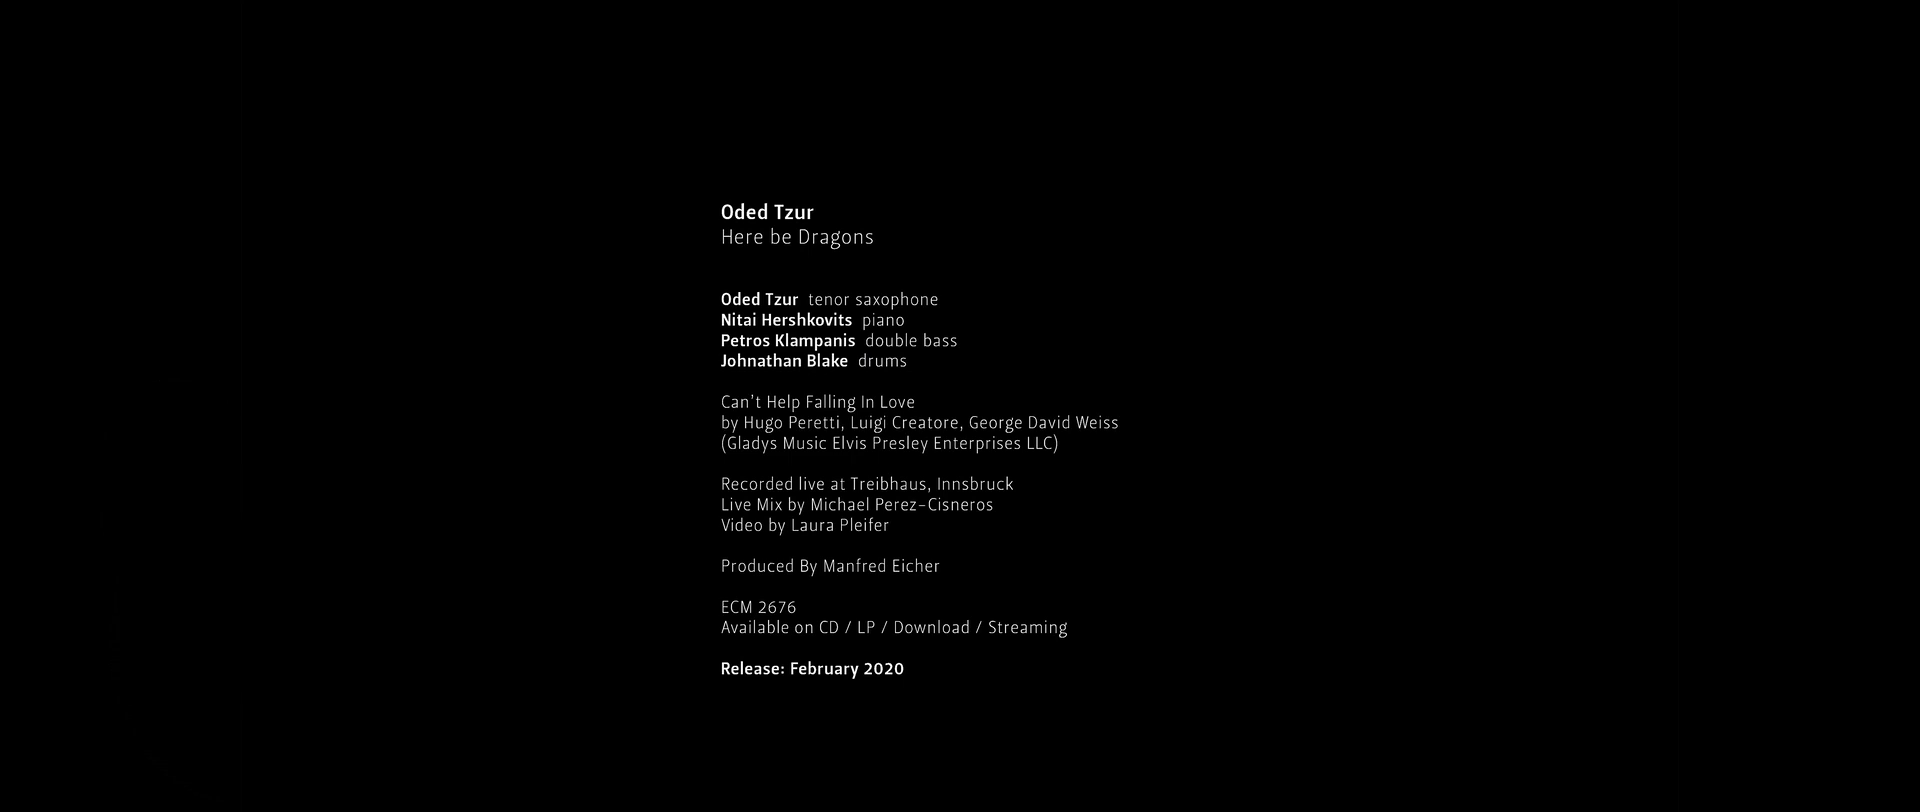 Oded Tzur
Here be Dragons
Oded Tzur tenor saxophone
Nitai Hershkovits piano
Petros Klampanis double bass
Johnathan Blake drums
Can’t Help Falling In Love
by Hugo Peretti, Luigi Creatore, George David Weiss
(Gladys Music Elvis Presley Enterprises LLC)
Recorded live at Treibhaus, Innsbruck
Live Mix by Michael Perez-Cisneros
Video by Laura Pleifer
Produced By Manfred Eicher
ECM 2676
Available on CD / LP / Download / Streaming
Release: February 2020